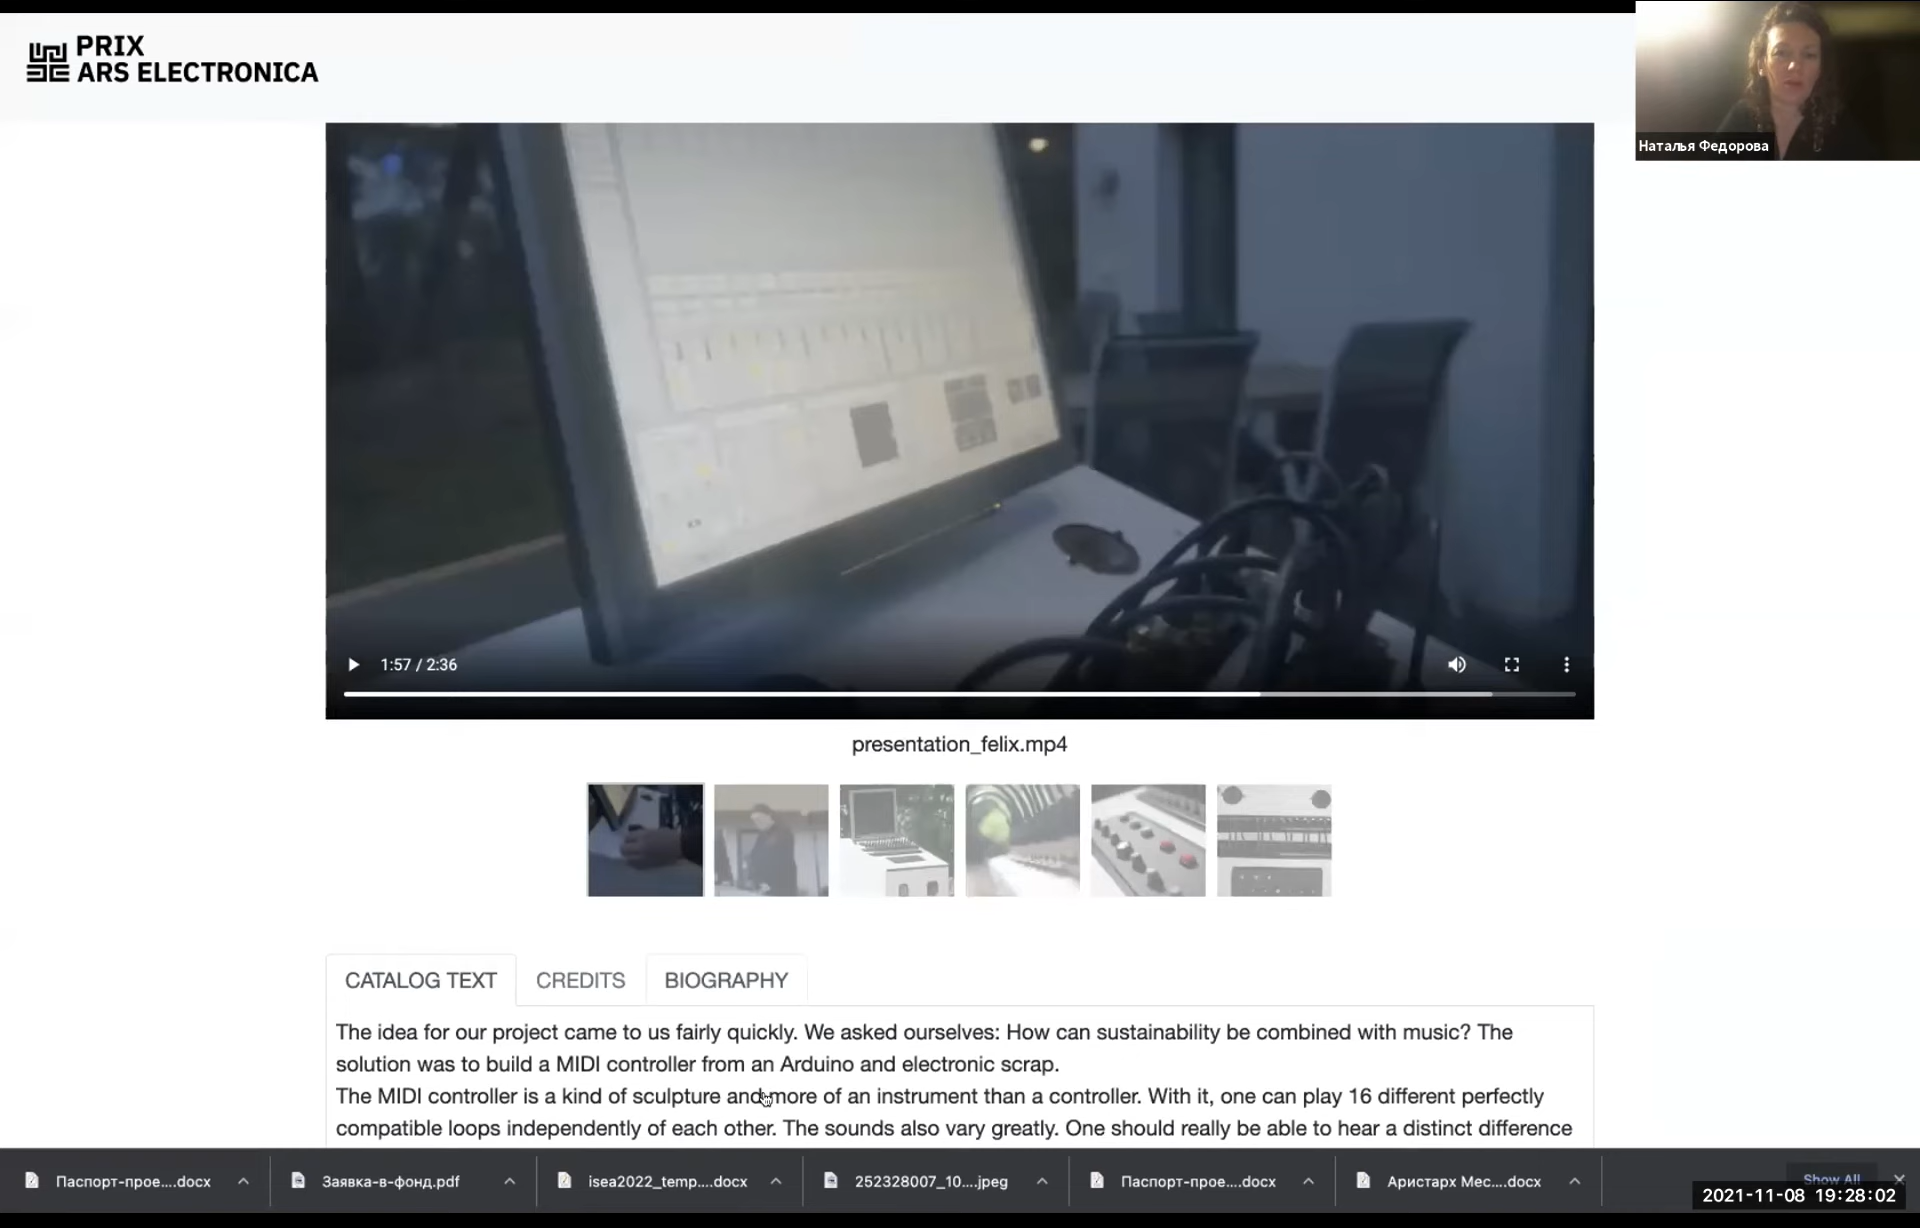 PRIX
ARS ELECTRONICA
Наталья Федорова
1:57 / 2:36
presentation_felix.mp4
CATALOG TEXT
CREDITS
BIOGRAPHY
The idea for our project came to us fairly quickly. We asked ourselves: How can sustainability be combined with music? The
solution was to build a MIDI controller from an Arduino and electronic scrap.
The MIDI controller is a kind of sculpture and more of an instrument than a controller. With it, one can play 16 different perfectly
compatible loops independently of each other. The sounds also vary greatly. One should really be able to hear a distinct difference
Паспорт-прое....docx
Заявка-в-фонд.pdf
isea2022_temp....docx
252328007_10....jpeg
Паспорт-прое....docx
Аристарх Мес....docx
Show All
2021-11-08 19:28:02